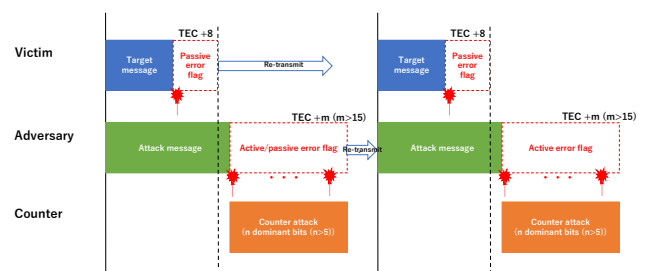 TEC +8
TEC +8
Victim
Target
message
Passive
error
flag
Re-transmit
Target
message
Passive
error
flag
TEC +m (m>15)
TEC +m (m>15)
Adversary
Attack message
Active/passive error flag
Re-transmit
Attack message
Active error flag
Counter
Counter attack
(n dominant bits (n>5))
Counter attack
(n dominant bits (n>5))